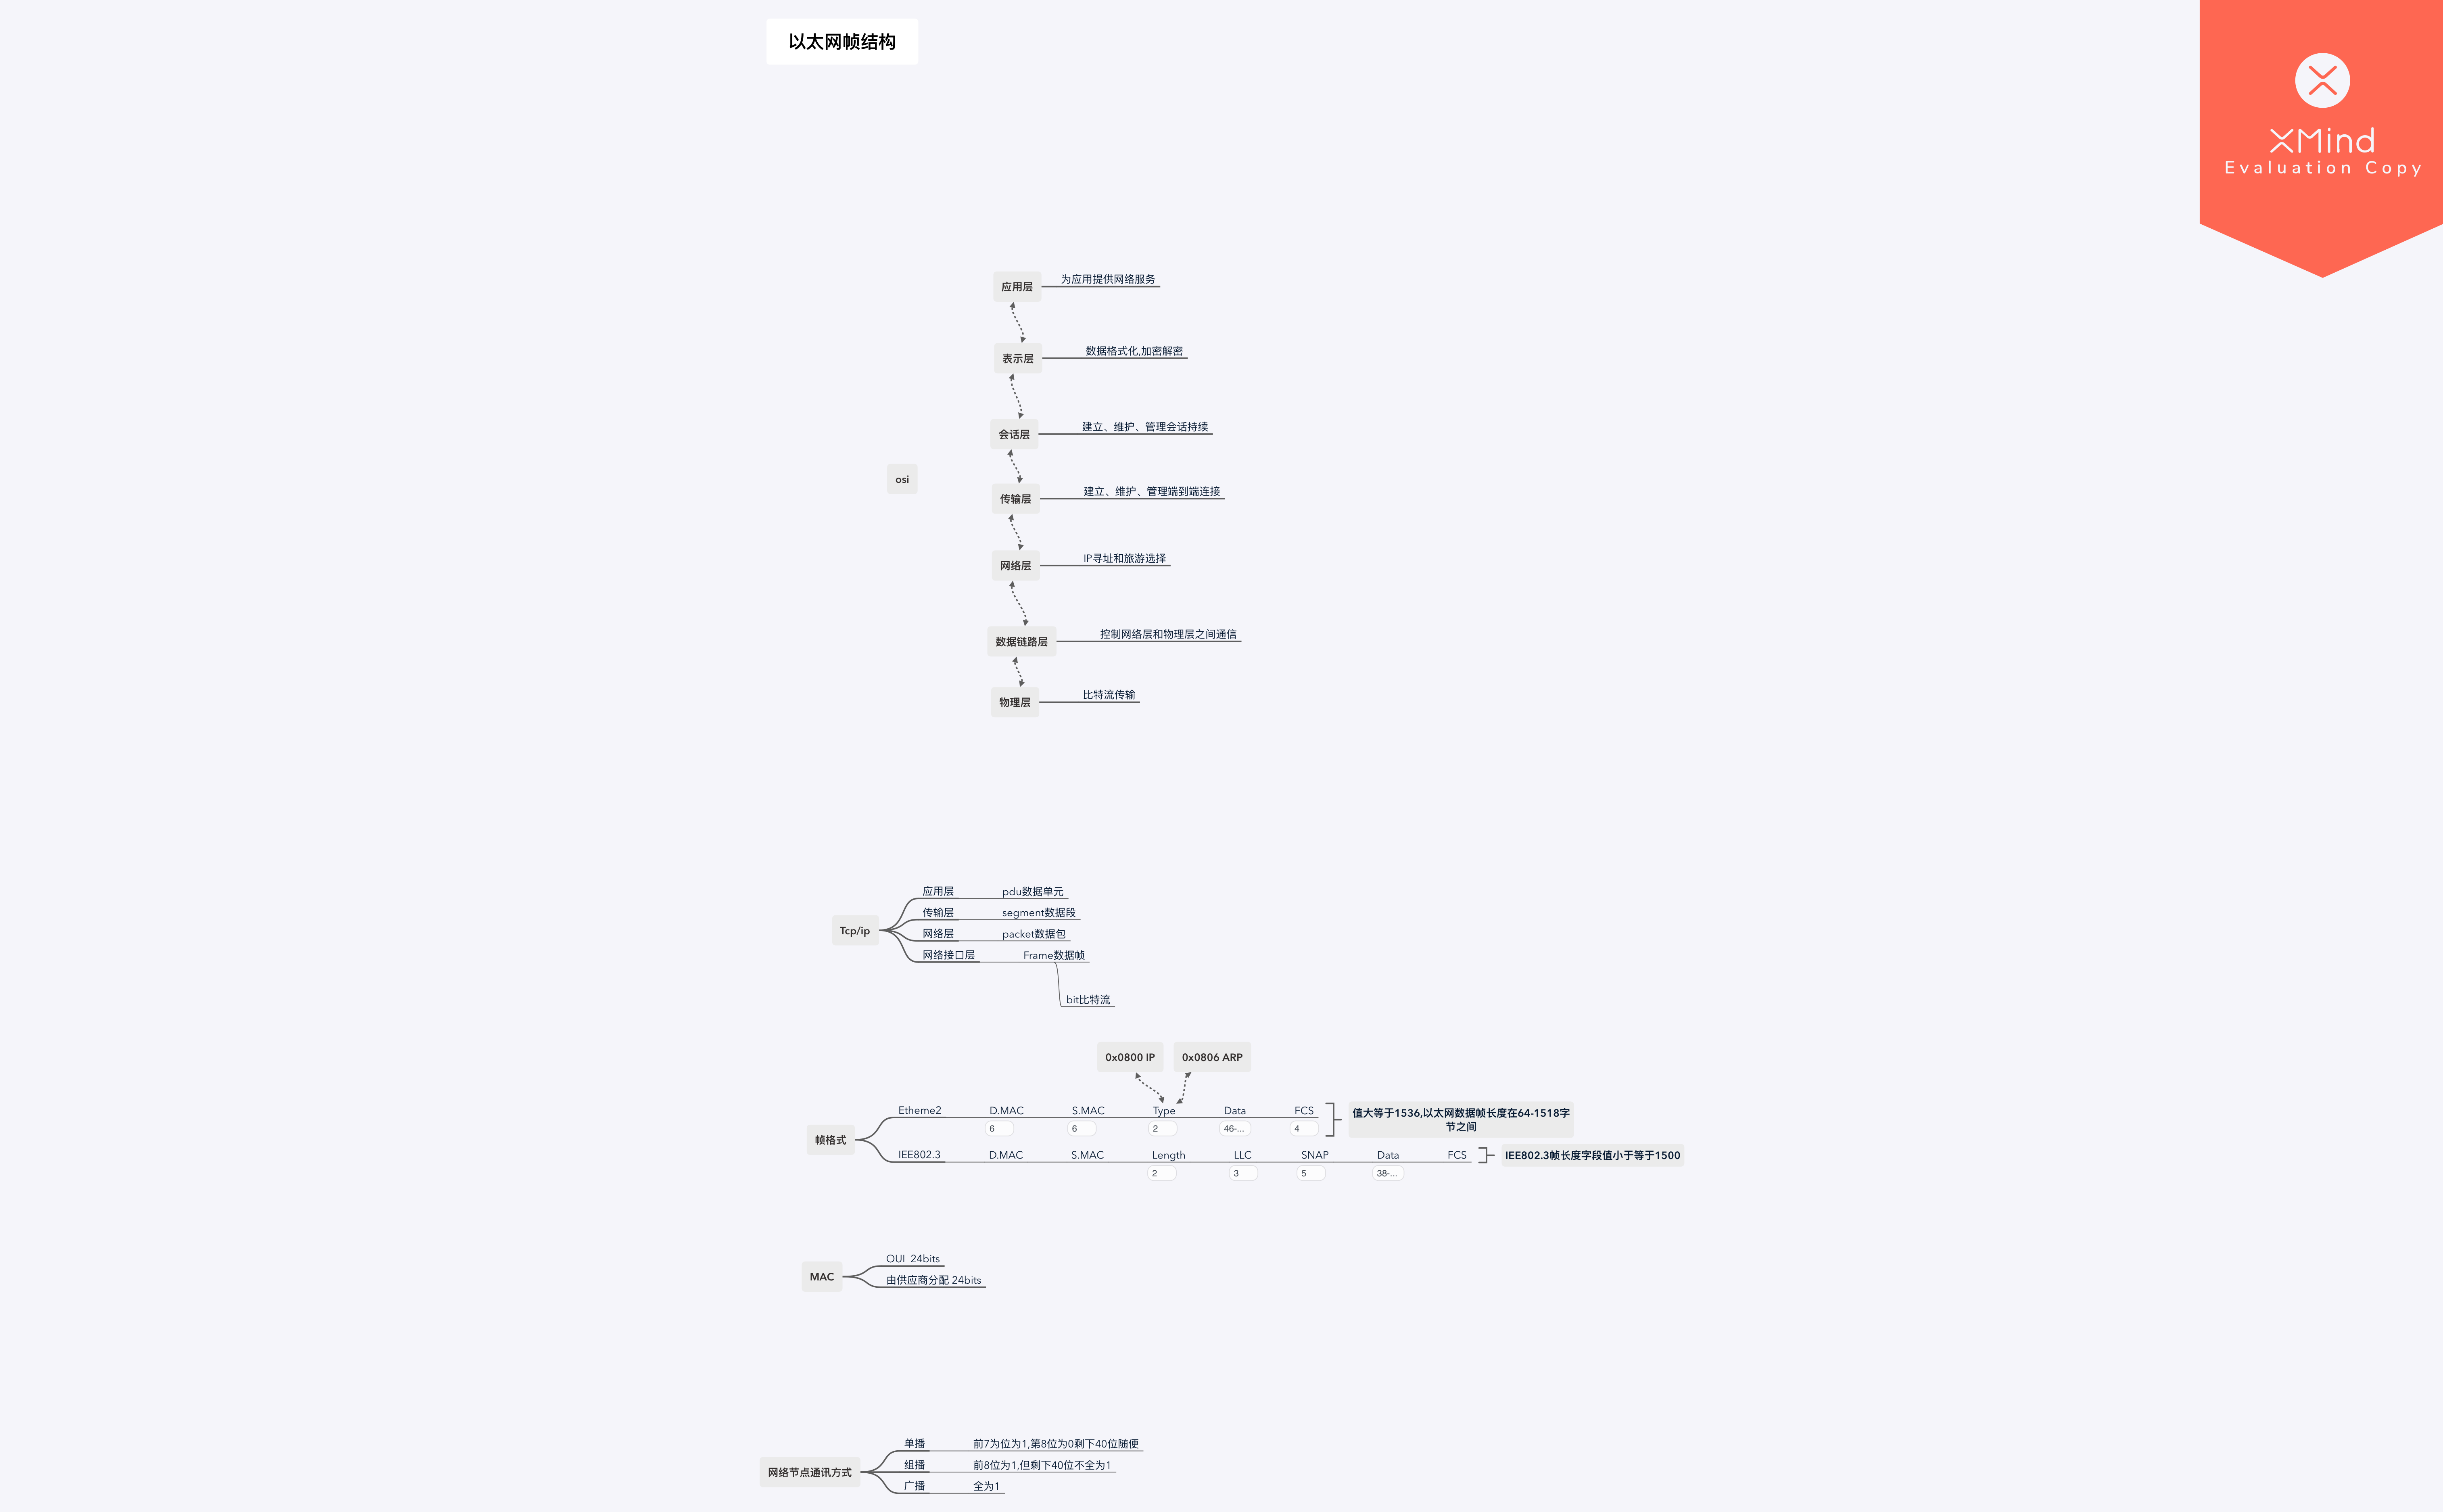 以太网帧结构
XMind
Evaluation Copy
应用层
为应用提供网络服务
表示层
数据格式化,加密解密
会话层
建立、维护、管理会话持续
osi
传输层
建立、维护、管理端到端连接
网络层
IP寻址和旅游选择
数据链路层
控制网络层和物理层之间通信
物理层
比特流传输
Tcp/ip
应用层
pdu数据单元
传输层
segment数据段
网络层
packet数据包
网络接口层
Frame数据帧
bit比特流
0x0800 IP
0x0806 ARP
帧格式
Etheme2
D.MAC
S.MAC
Type
Data
FCS
6
6
2
46-...
4
值大等于1536,以太网数据帧长度在64-1518字
节之间
IEE802.3
D.MAC
S.MAC
Length
LLC
SNAP
Data
FCS
2
3
5
38-...
IEE802.3帧长度字段值小于等于1500
MAC
OUI  24bits
由供应商分配 24bits
网络节点通讯方式
单播
前7为位为1,第8位为0剩下40位随便
组播
前8位为1,但剩下40位不全为1
广播
全为1